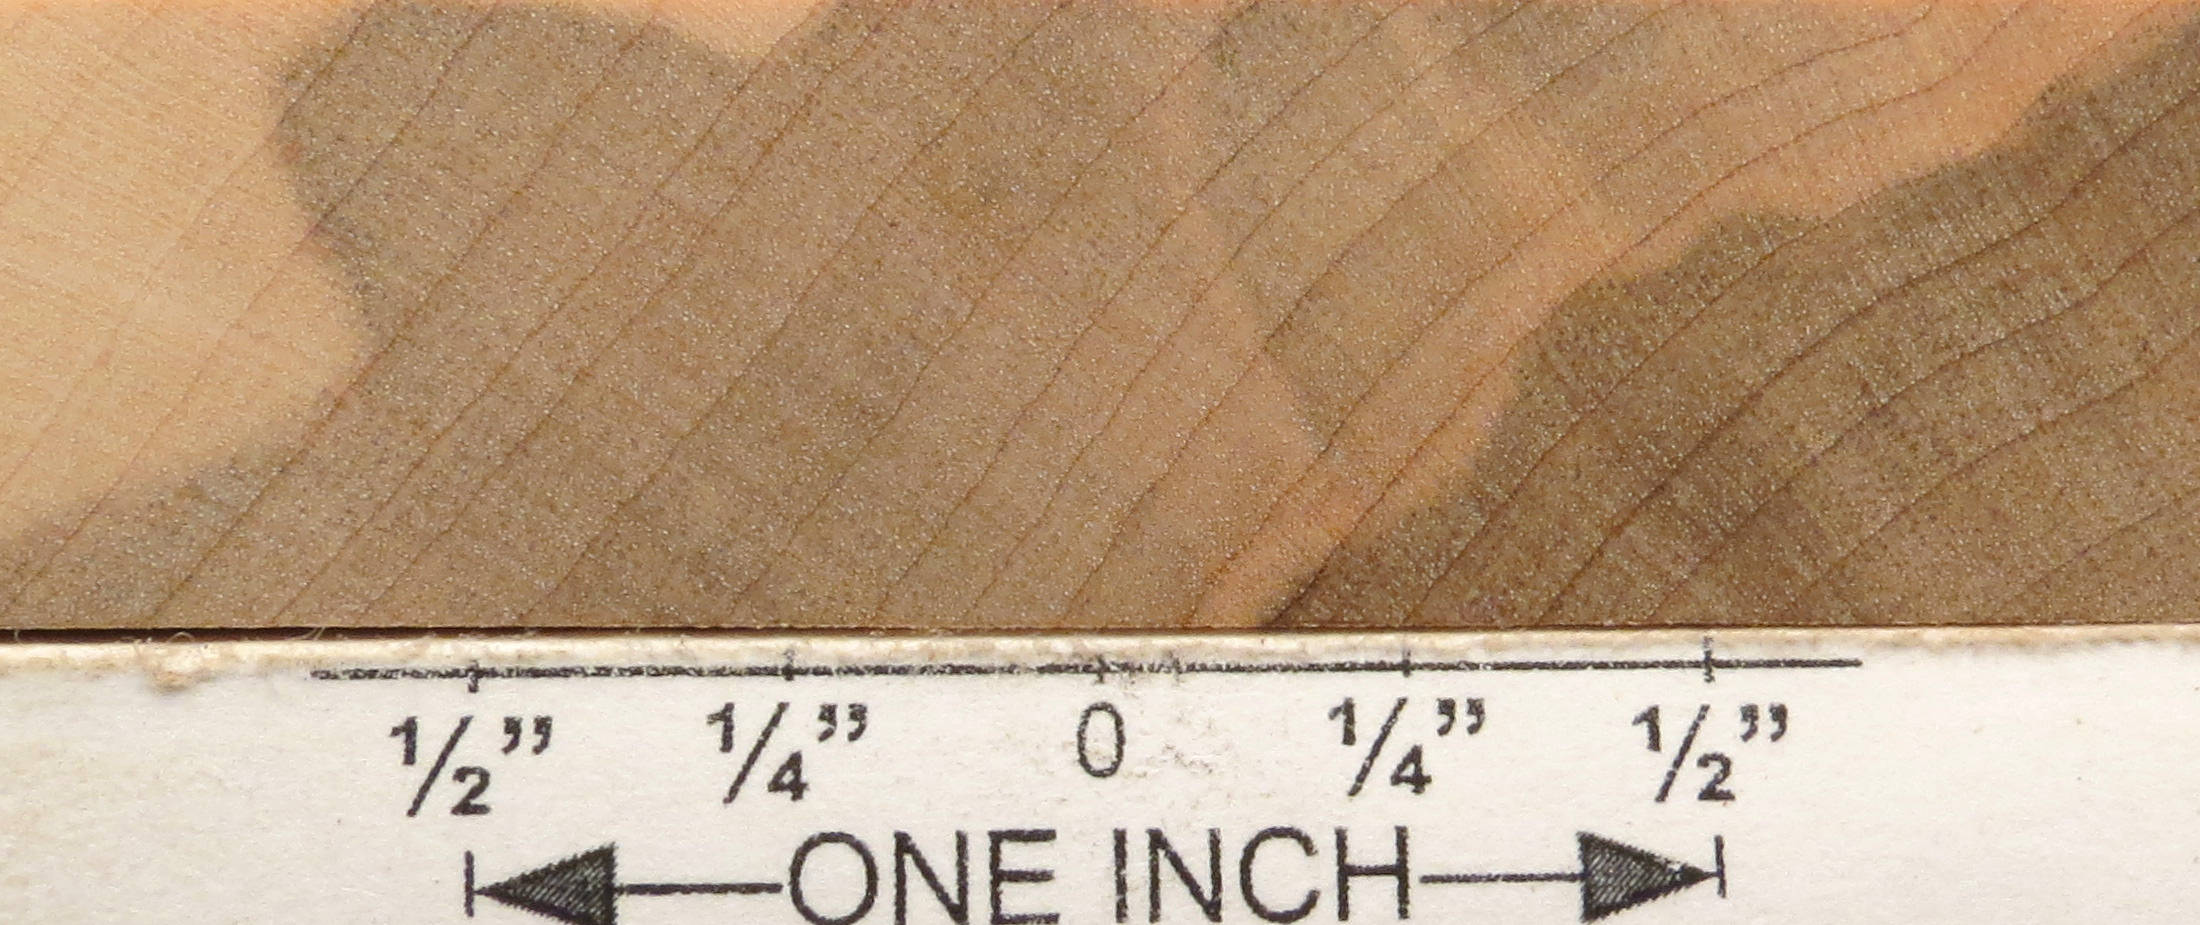 1/2” 1/4” 0 1/4” 1/2”
ONE INCH